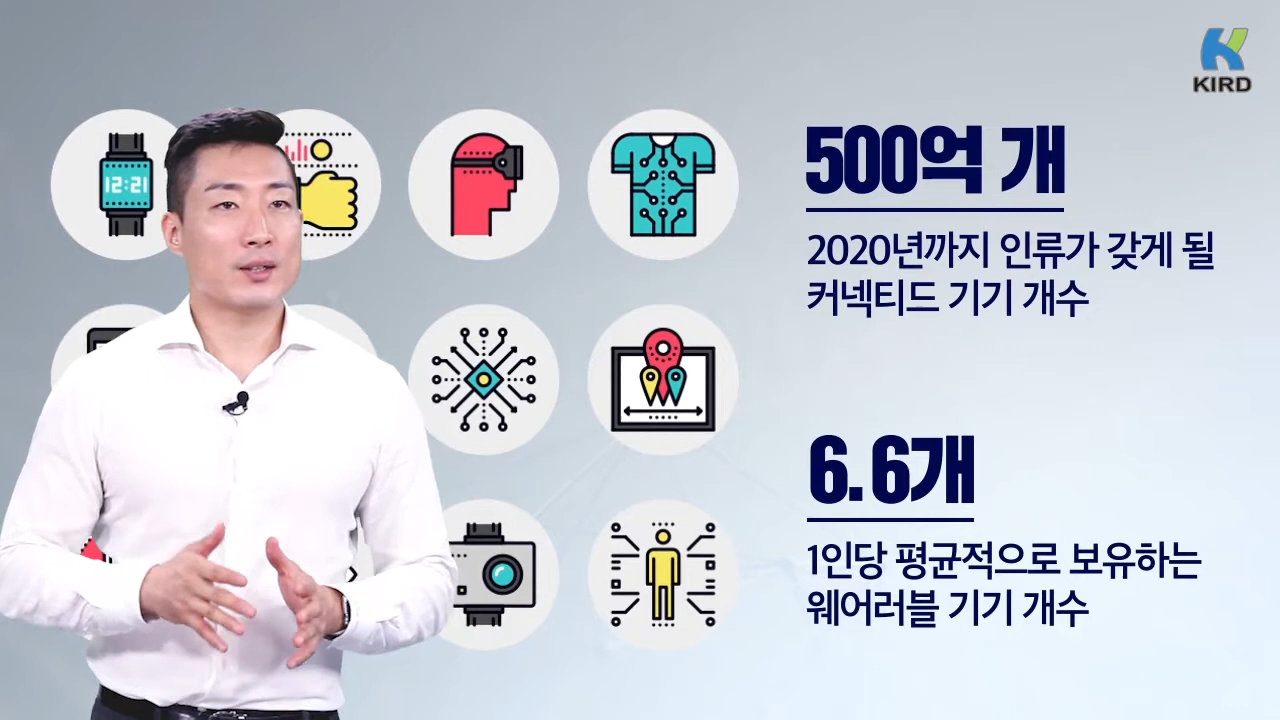 KIRD
12:21
500억 개
2020년까지 인류가 갖게 될
커넥티드 기기 개수
6.6개
1인당 평균적으로 보유하는
웨어러블 기기 개수